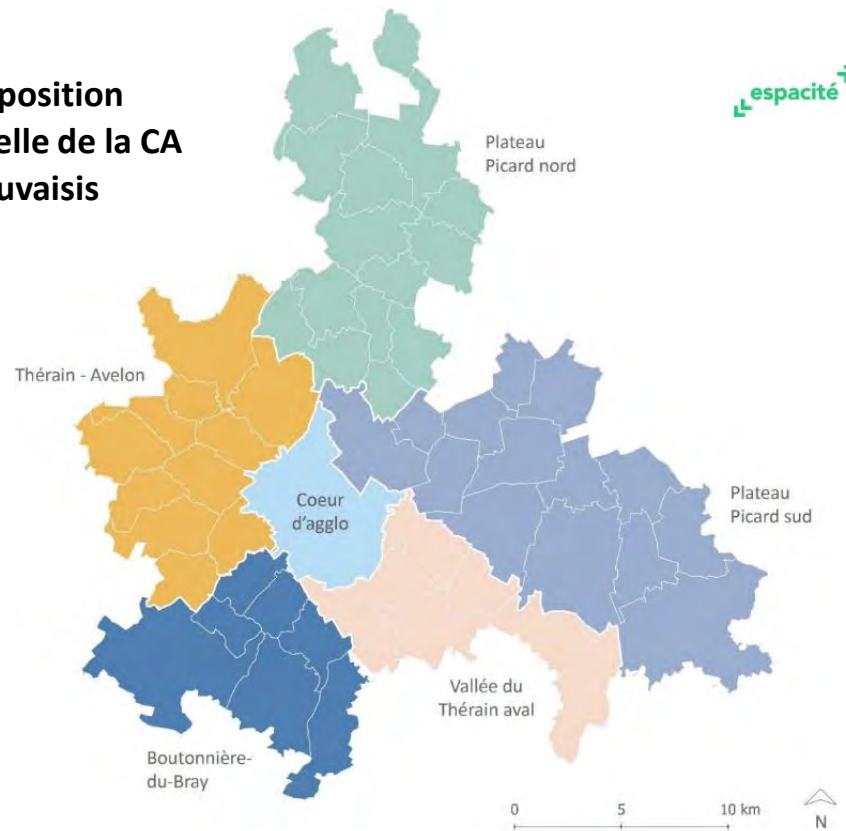 position
elle de la CA
uvaisis
espacité
Plateau
Picard nord
Thérain - Avelon
Coeur
d'agglo
Plateau
Picard sud
Vallée du
Thérain aval
Boutonnière-
du-Bray
0 5 10 km
N